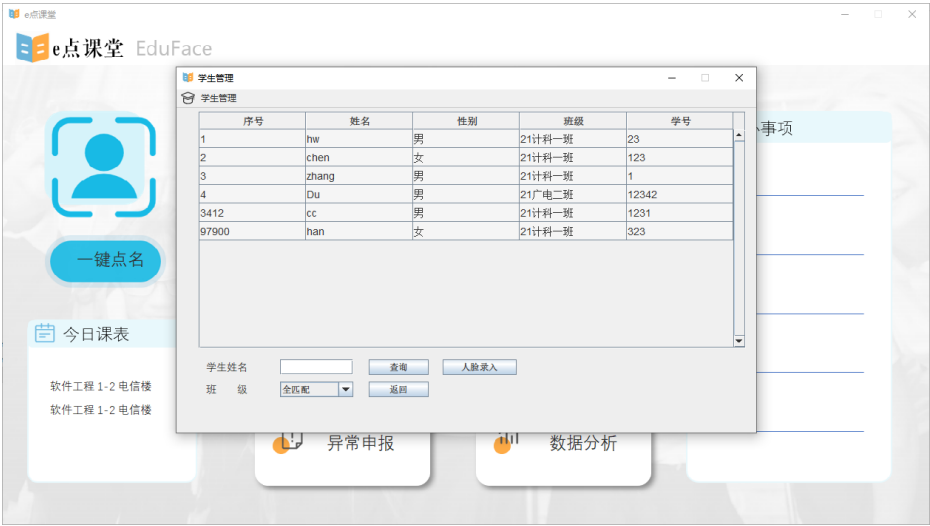 e点课堂
e点课堂 EduFace
学生管理
学生管理
序号 姓名 性别 班级 学号
1 hw 男 21计科一班 23
2 chen 女 21计科一班 123
3 zhang 男 21计科一班 1
4 Du 男 21广电二班 12342
3412 cc 男 21计科一班 1231
97900 han 女 21计科一班 323
学生姓名 查询 人脸录入
班 级 全匹配 返回
一键点名
今日课表
软件工程 1-2 电信楼
软件工程 1-2 电信楼
异常申报
数据分析
事项